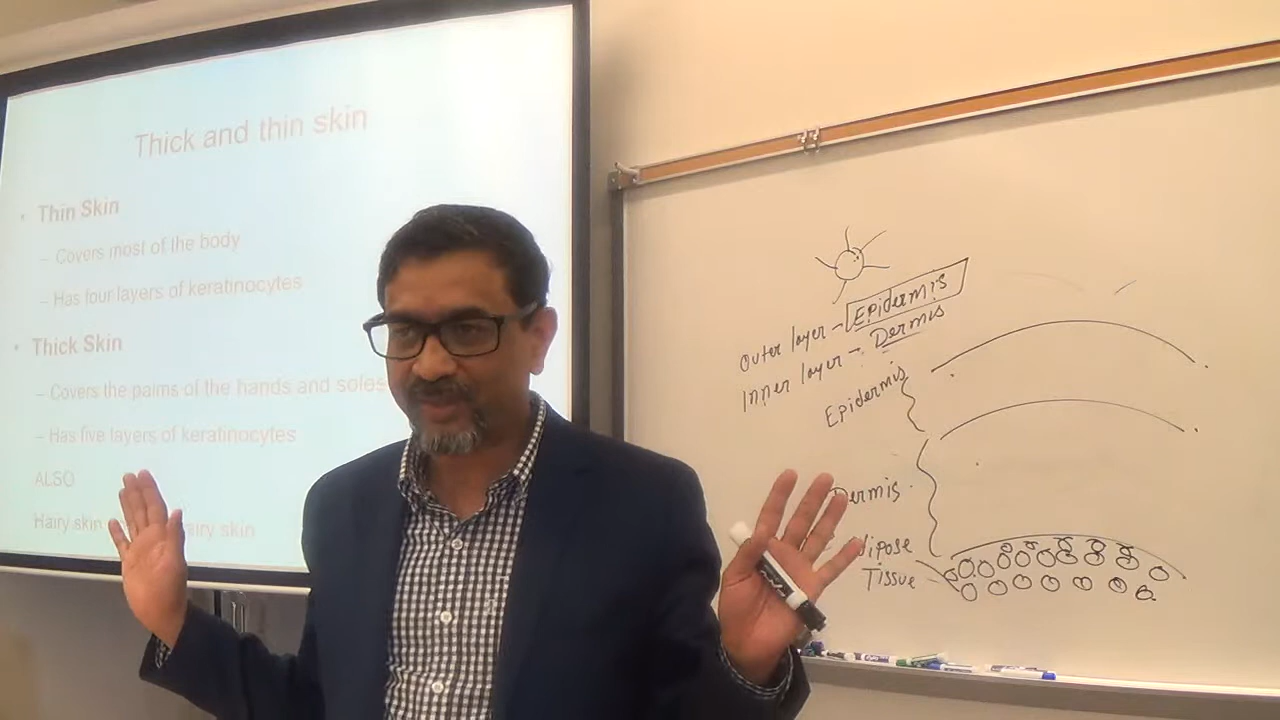 Thick and thin skin
• Thin Skin
– Covers most of the body
– Has four layers of keratinocytes
• Thick Skin
– Covers the palms of the hands and soles
– Has five layers of keratinocytes
ALSO
Hairy skin airy skin
Outer layer – Epidermis
Inner layer – Dermis
Epidermis
Dermis.
dipose
Tissue